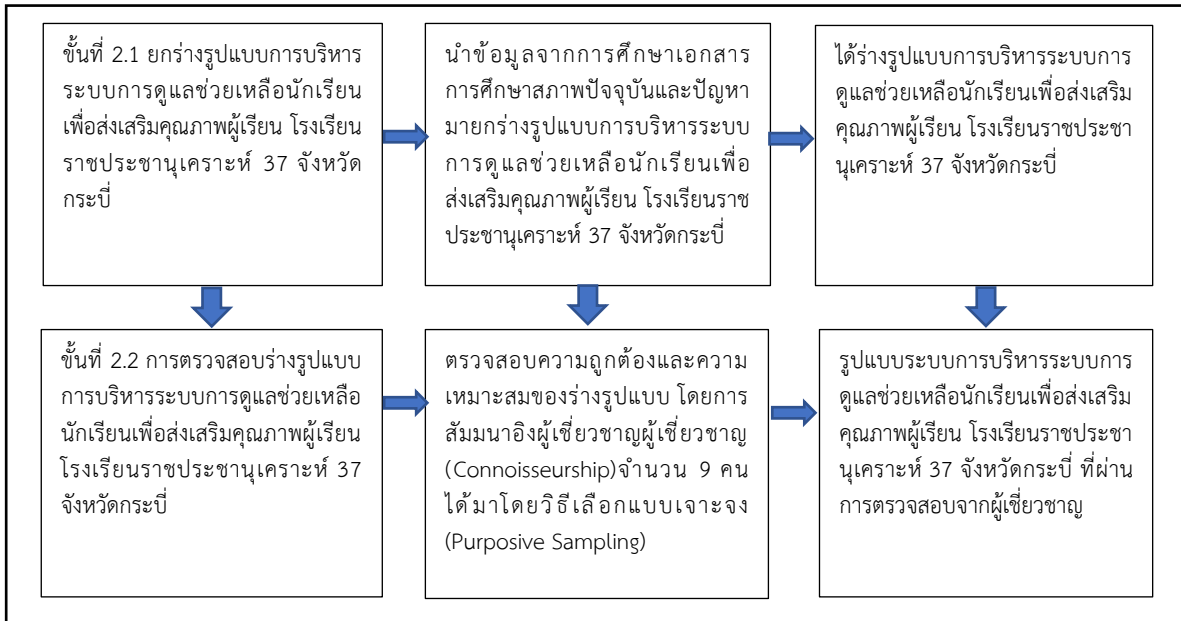 ขั้นที่ 2.1 ยกร่างรูปแบบการบริหาร
ระบบการดูแลช่วยเหลือนักเรียน
เพื่อส่งเสริมคุณภาพผู้เรียน โรงเรียน
ราชประชานุเคราะห์ 37 จังหวัด
กระบี่
นำข้อมูลจากการศึกษาเอกสาร
การศึกษาสภาพปัจจุบันและปัญหา
มายกร่างรูปแบบการบริหารระบบ
การดูแลช่วยเหลือนักเรียนเพื่อ
ส่งเสริมคุณภาพผู้เรียน โรงเรียนราช
ประชานุเคราะห์ 37 จังหวัดกระบี่
ได้ร่างรูปแบบการบริหารระบบการ
ดูแลช่วยเหลือนักเรียนเพื่อส่งเสริม
คุณภาพผู้เรียน โรงเรียนราชประชา
นุเคราะห์ 37 จังหวัดกระบี่
ขั้นที่ 2.2 การตรวจสอบร่างรูปแบบ
การบริหารระบบการดูแลช่วยเหลือ
นักเรียนเพื่อส่งเสริมคุณภาพผู้เรียน
โรงเรียนราชประชานุเคราะห์ 37
จังหวัดกระบี่
ตรวจสอบความถูกต้องและความ
เหมาะสมของร่างรูปแบบ โดยการ
สัมมนาอิงผู้เชี่ยวชาญผู้เชี่ยวชาญ
(Connoisseurship)จำนวน 9 คน
ได้มาโดยวิธีเลือกแบบเจาะจง
(Purposive Sampling)
รูปแบบระบบการบริหารระบบการ
ดูแลช่วยเหลือนักเรียนเพื่อส่งเสริม
คุณภาพผู้เรียน โรงเรียนราชประชา
นุเคราะห์ 37 จังหวัดกระบี่ ที่ผ่าน
การตรวจสอบจากผู้เชี่ยวชาญ